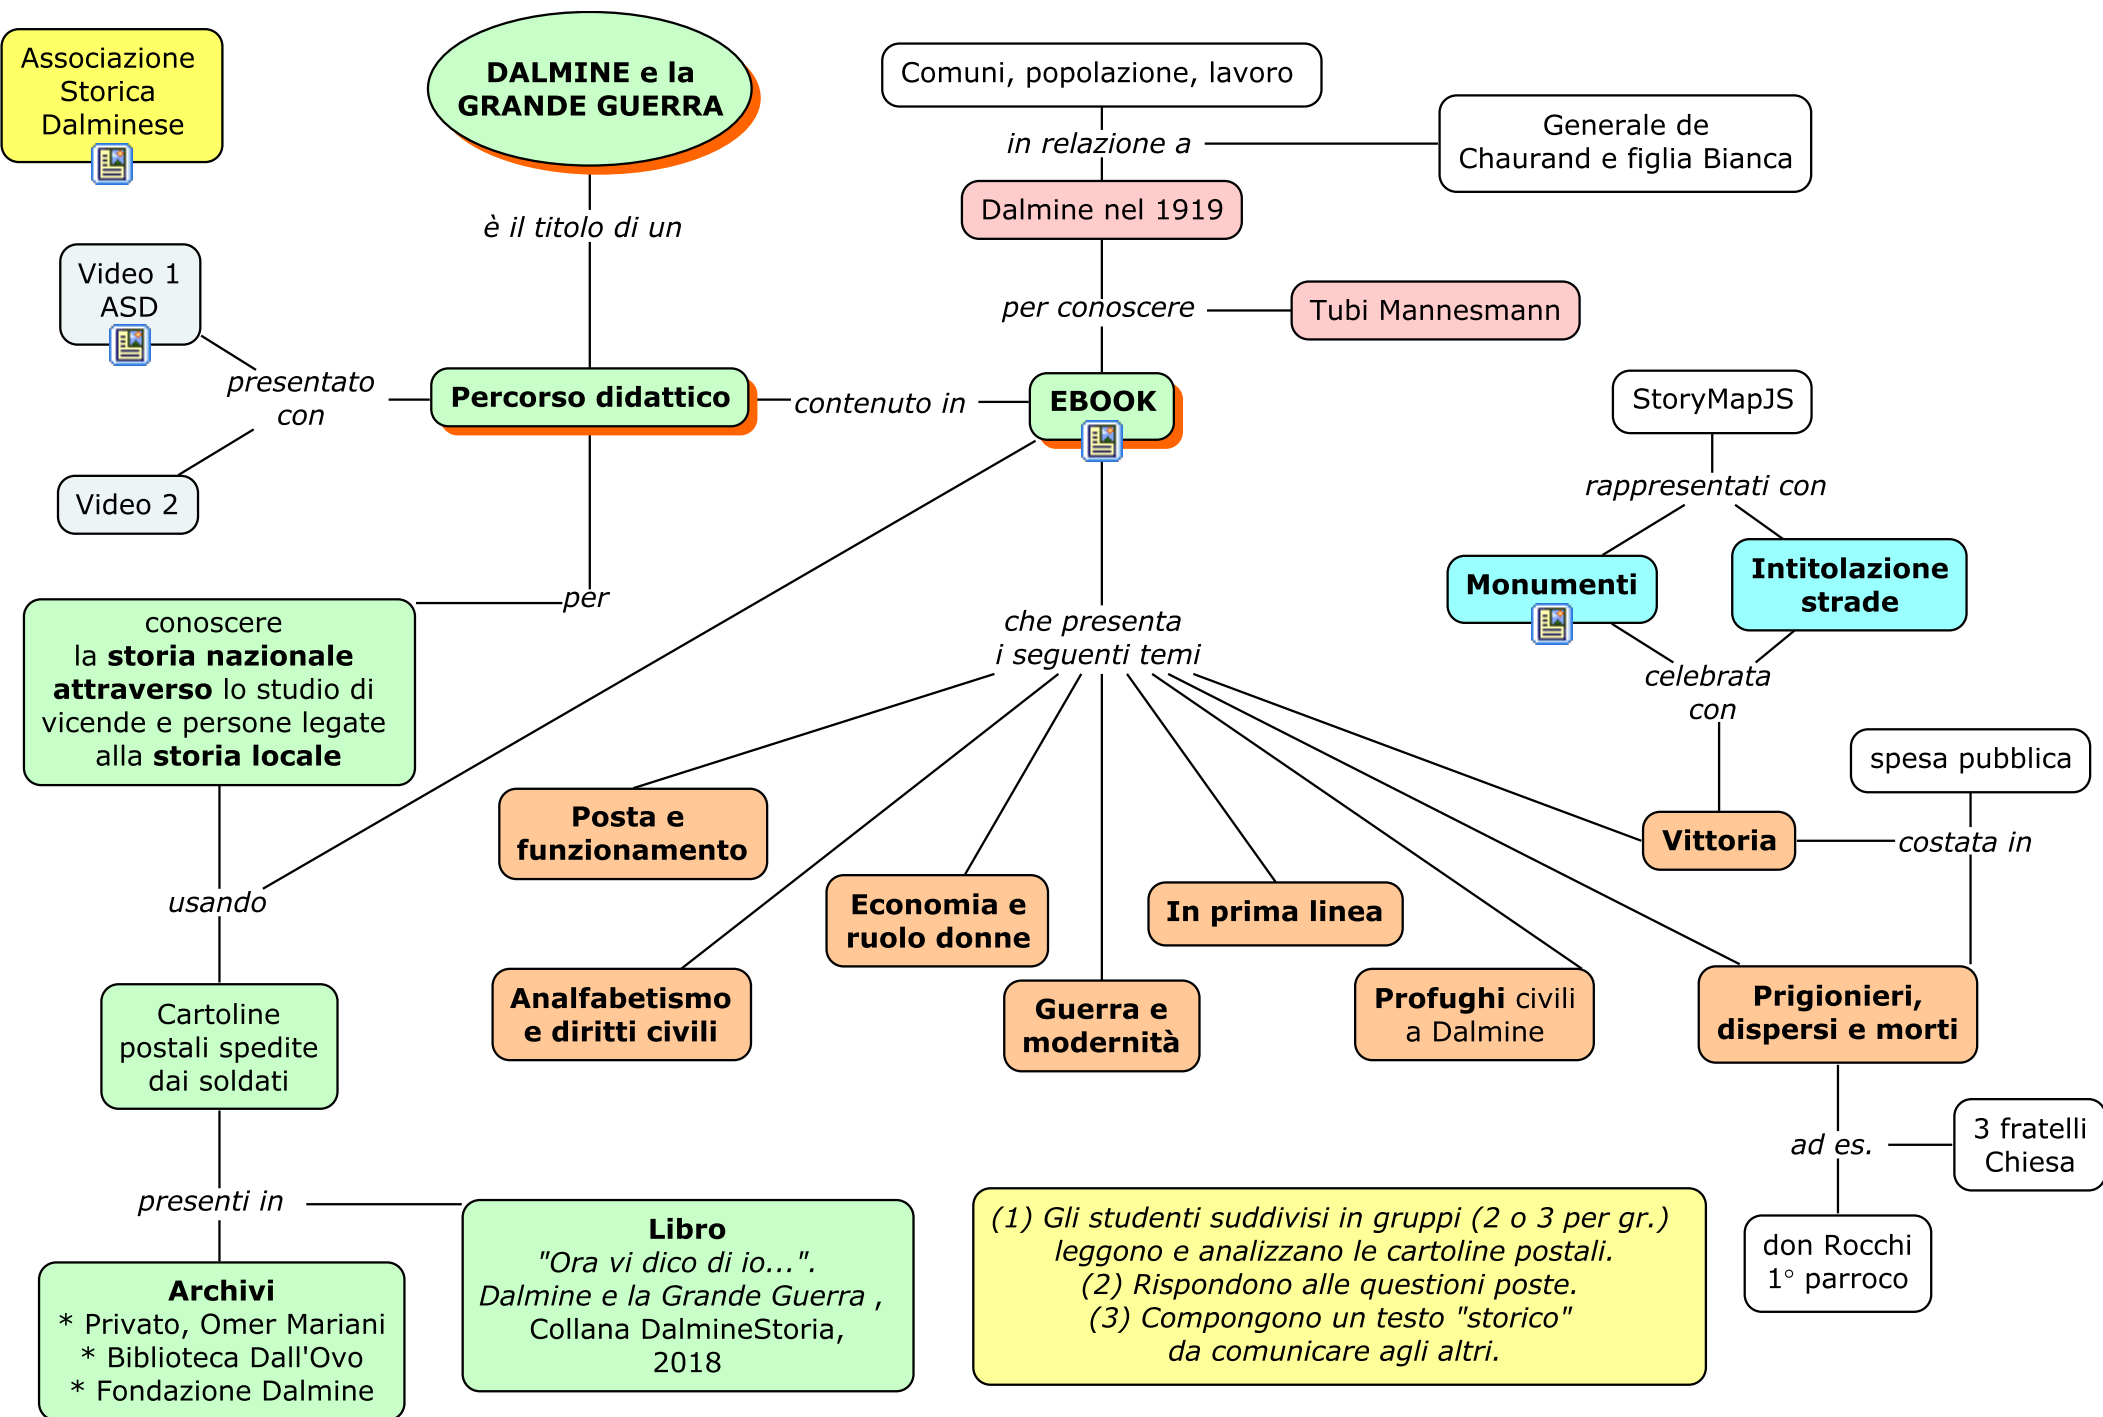 Associazione
Storica
Dalminese
DALMINE e la
GRANDE GUERRA
Comuni, popolazione, lavoro
in relazione a
Generale de
Chaurand e figlia Bianca
Dalmine nel 1919
è il titolo di un
Video 1
ASD
per conoscere
Tubi Mannesmann
presentato
con
Percorso didattico
contenuto in
EBOOK
StoryMapJS
Video 2
rappresentati con
Monumenti
Intitolazione
strade
per
conoscere
la storia nazionale
attraverso lo studio di
vicende e persone legate
alla storia locale
che presenta
i seguenti temi
celebrata
con
spesa pubblica
Posta e
funzionamento
Vittoria
costata in
usando
Economia e
ruolo donne
In prima linea
Analfabetismo
e diritti civili
Guerra e
modernità
Profughi civili
a Dalmine
Prigionieri,
dispersi e morti
Cartoline
postali spedite
dai soldati
ad es.
3 fratelli
Chiesa
presenti in
don Rocchi
1° parroco
Libro
"Ora vi dico di io...".
Dalmine e la Grande Guerra ,
Collana DalmineStoria,
2018
(1) Gli studenti suddivisi in gruppi (2 o 3 per gr.)
leggono e analizzano le cartoline postali.
(2) Rispondono alle questioni poste.
(3) Compongono un testo "storico"
da comunicare agli altri.
Archivi
* Privato, Omer Mariani
* Biblioteca Dall'Ovo
* Fondazione Dalmine